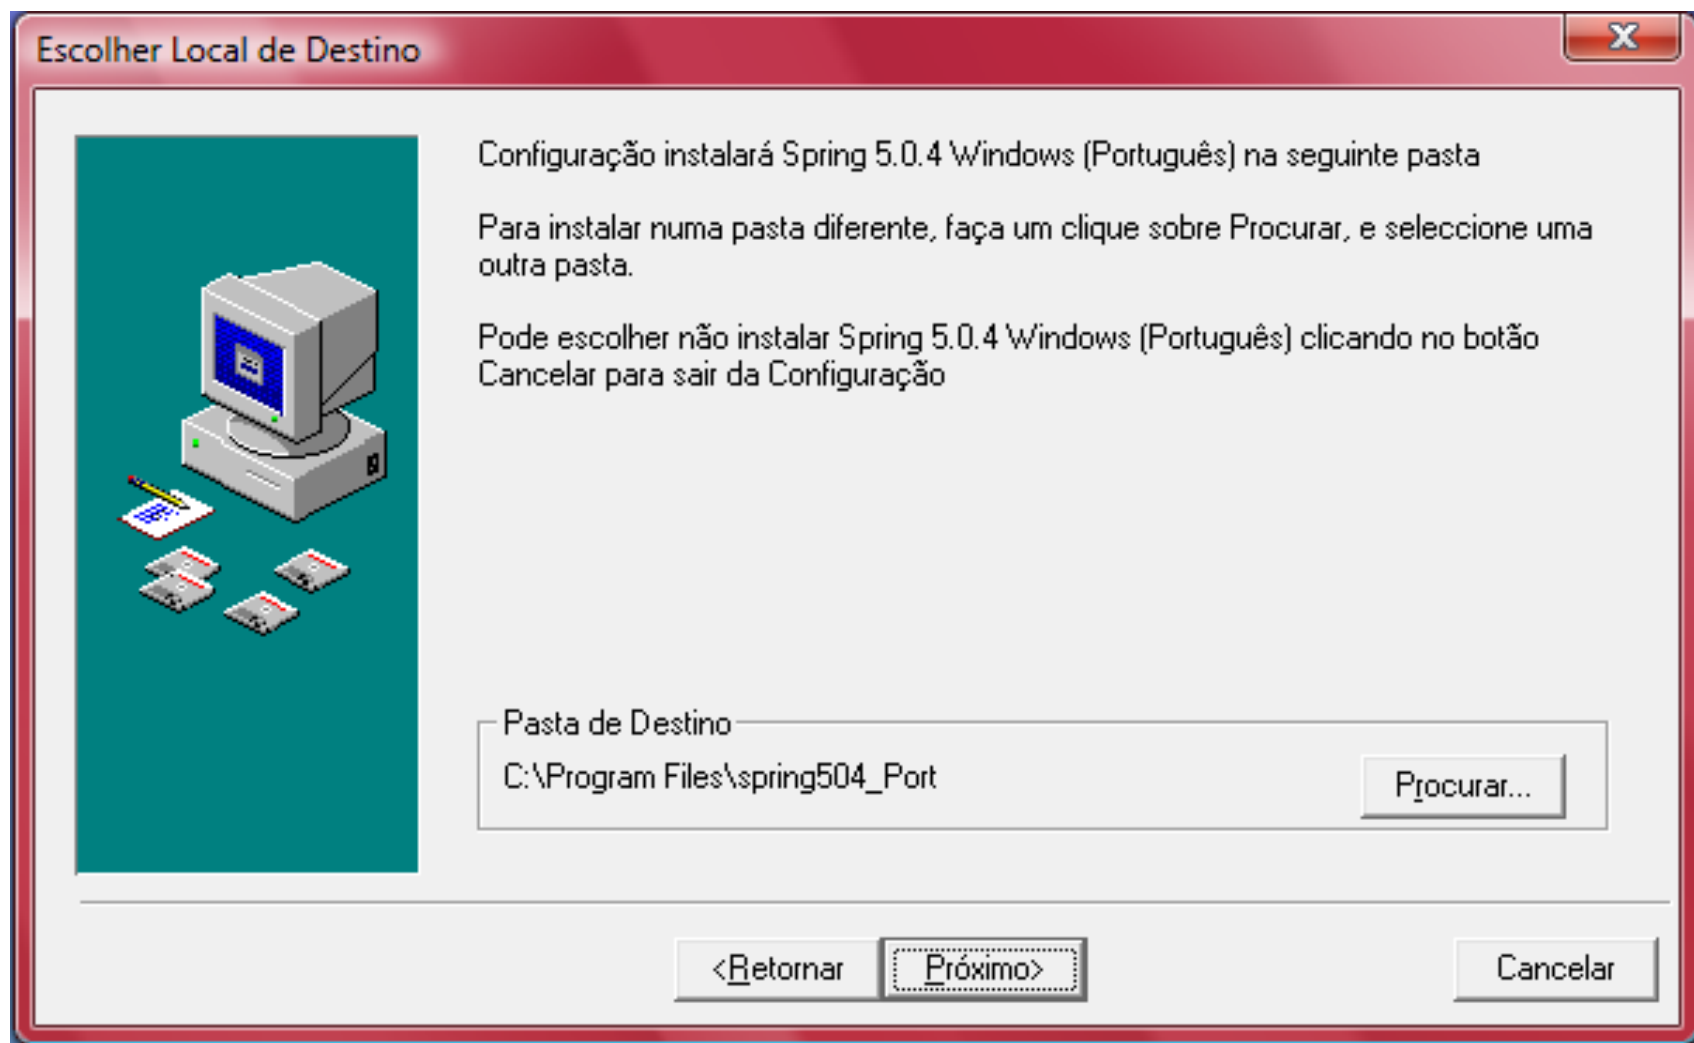 Escolher Local de Destino
Configuração instalará Spring 5.0.4 Windows (Português) na seguinte pasta
Para instalar numa pasta diferente, faça um clique sobre Procurar, e seleccione uma
outra pasta.
Pode escolher não instalar Spring 5.0.4 Windows (Português) clicando no botão
Cancelar para sair da Configuração
Pasta de Destino
C:\Program Files\spring504_Port
Procurar...
<Retornar
Próximo>
Cancelar